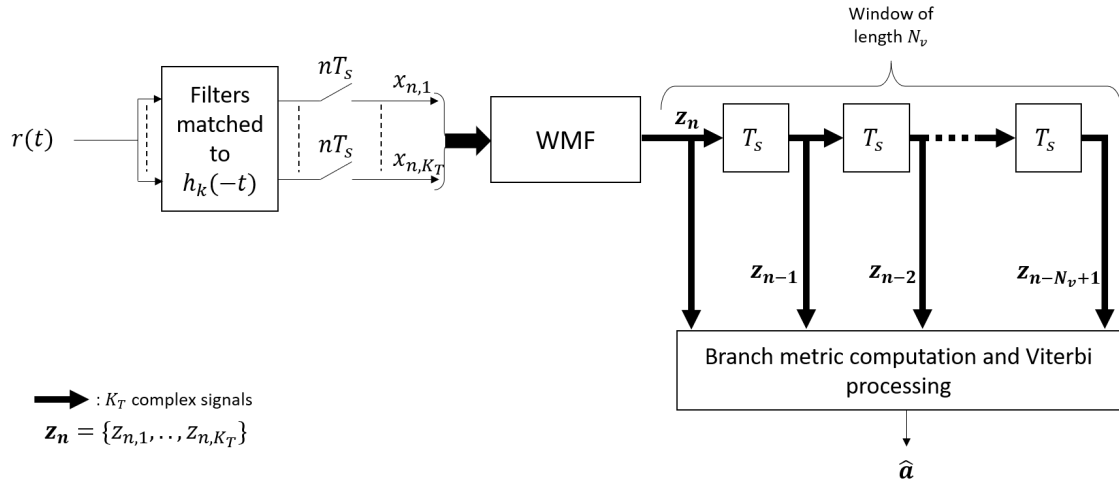 Window of
length N_v
r(t)
Filters
matched
to
h_k(−t)
nT_s
nT_s
x_{n,1}
x_{n,K_T}
WMF
z_n
T_s
T_s
T_s
z_{n−1}
z_{n−2}
z_{n−N_v+1}
Branch metric computation and Viterbi
processing
: K_T complex signals
z_n = {z_{n,1},..,z_{n,K_T}}
â